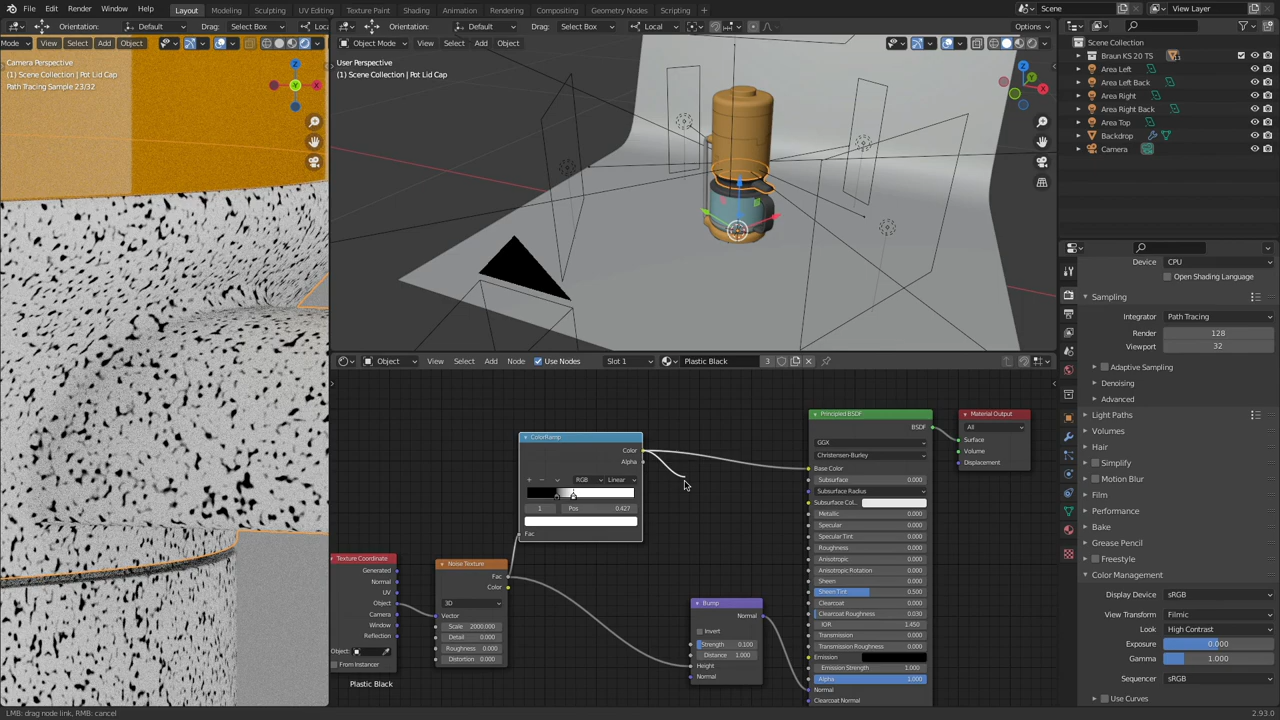 File Edit Render Window Help Layout Modeling Sculpting UV Editing Texture Paint Shading Animation Rendering Compositing Geometry Nodes Scripting + Scene View Layer
Orientation: Default Drag: Select Box
Orientation: Default Drag: Select Box Local Options
Mode View Select Add Object
Object Mode View Select Add Object
Camera Perspective
(1) Scene Collection | Pot Lid Cap
Path Tracing Sample 23/32
User Perspective
(1) Scene Collection | Pot Lid Cap
Scene Collection
Braun KS 20 TS
Area Left
Area Left Back
Area Right
Area Right Back
Area Top
Backdrop
Camera
Device CPU
Open Shading Language
Sampling
Integrator Path Tracing
Render 128
Viewport 32
Adaptive Sampling
Denoising
Advanced
Light Paths
Volumes
Hair
Simplify
Motion Blur
Film
Performance
Bake
Grease Pencil
Freestyle
Color Management
Display Device sRGB
View Transform Filmic
Look High Contrast
Exposure 0.000
Gamma 1.000
Sequencer sRGB
Use Curves
Object View Select Add Node Use Nodes Slot 1 Plastic Black 3
ColorRamp
Color
Alpha
RGB Linear
1 Pos 0.427
Fac
Texture Coordinate
Generated
Normal
UV
Object
Camera
Window
Reflection
Object:
From Instancer
Plastic Black
Noise Texture
Fac
Color
3D
Vector
Scale 2000.000
Detail 0.000
Roughness 0.000
Distortion 0.000
Bump
Normal
Invert
Strength 0.100
Distance 1.000
Height
Normal
Principled BSDF
BSDF
GGX
Christensen-Burley
Base Color
Subsurface 0.000
Subsurface Radius
Subsurface Col...
Metallic 0.000
Specular 0.000
Specular Tint 0.000
Roughness 0.000
Anisotropic 0.000
Anisotropic Rotation 0.000
Sheen 0.000
Sheen Tint 0.500
Clearcoat 0.000
Clearcoat Roughness 0.030
IOR 1.450
Transmission 0.000
Transmission Roughness 0.000
Emission
Emission Strength 1.000
Alpha 1.000
Normal
Clearcoat Normal
Material Output
All
Surface
Volume
Displacement
LMB: drag node link, RMB: cancel
2.93.0